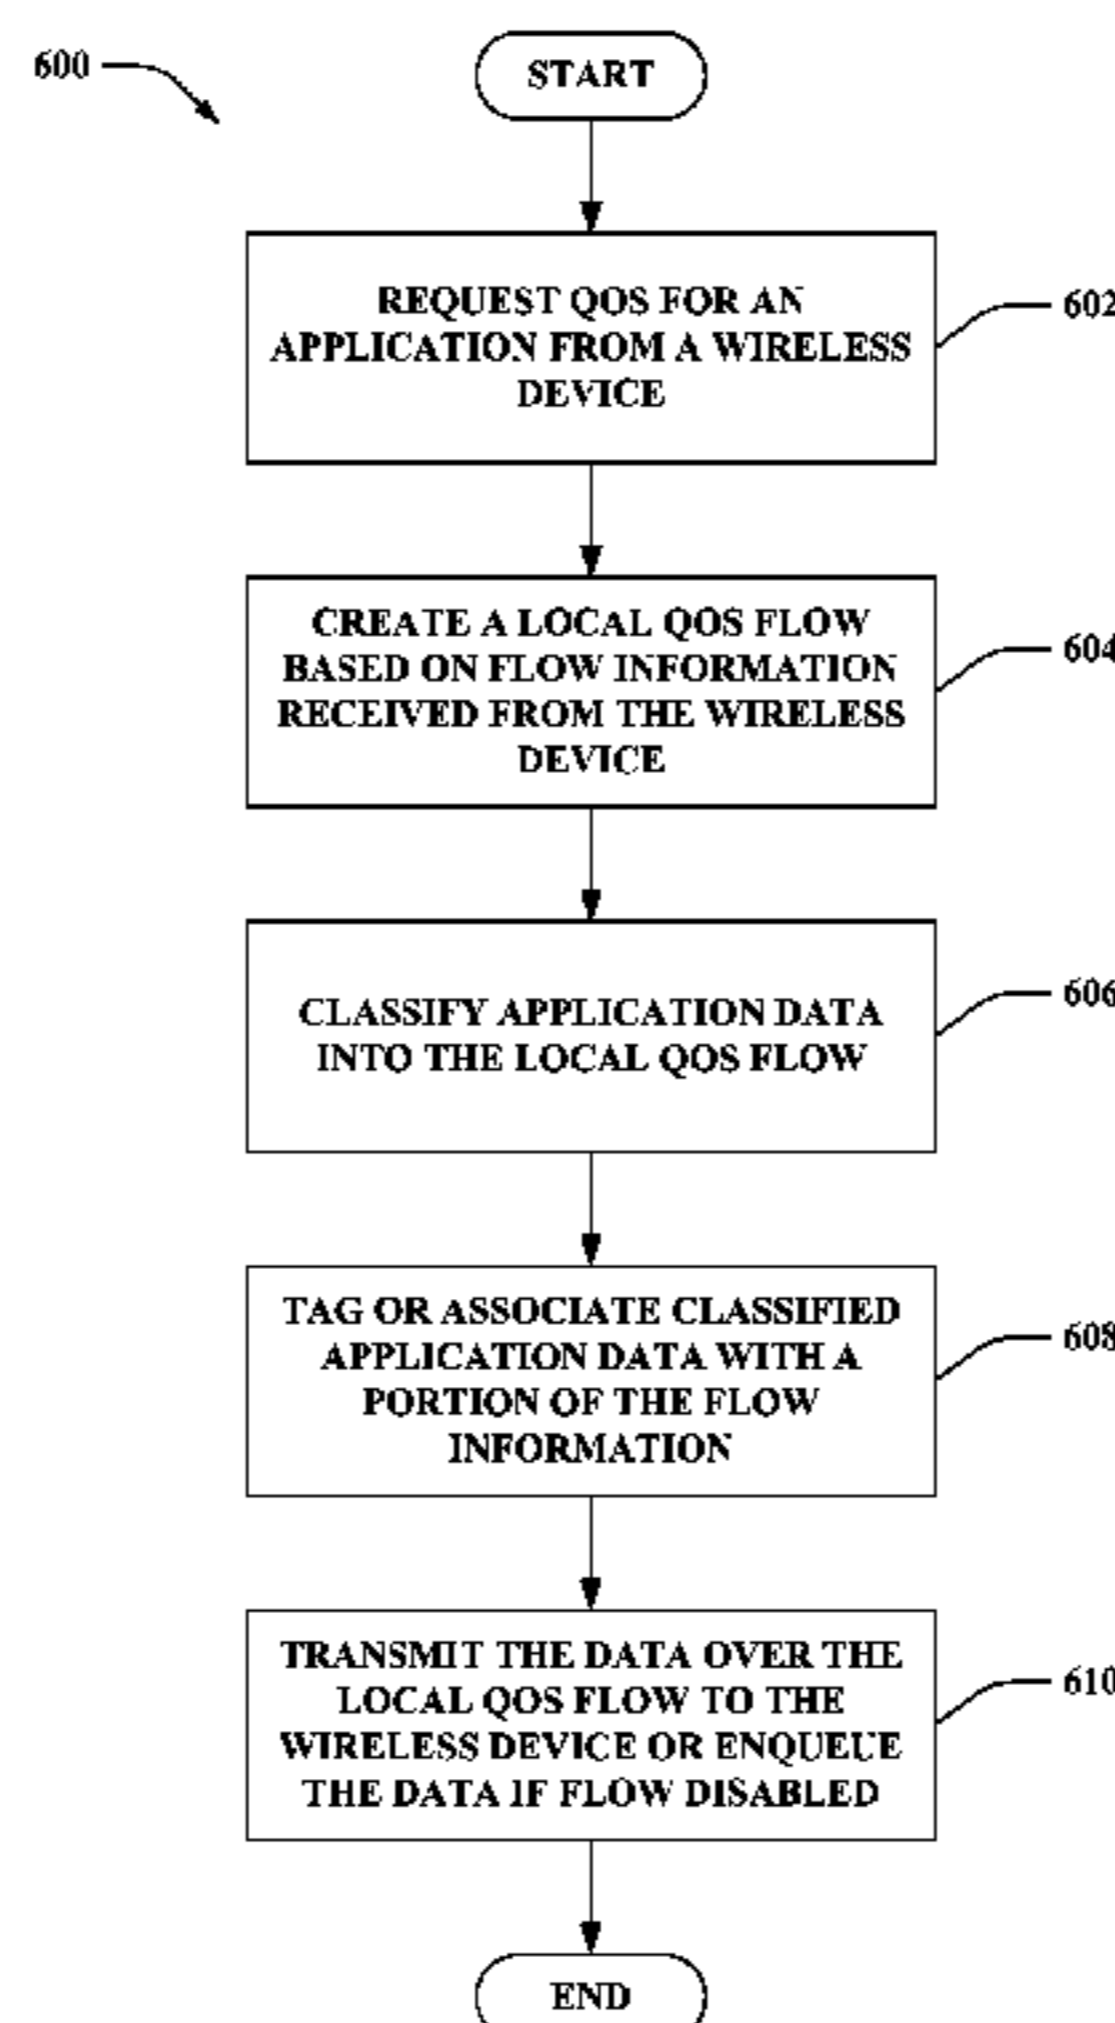 600
START
REQUEST QOS FOR AN
APPLICATION FROM A WIRELESS
DEVICE
602
CREATE A LOCAL QOS FLOW
BASED ON FLOW INFORMATION
RECEIVED FROM THE WIRELESS
DEVICE
604
CLASSIFY APPLICATION DATA
INTO THE LOCAL QOS FLOW
606
TAG OR ASSOCIATE CLASSIFIED
APPLICATION DATA WITH A
PORTION OF THE FLOW
INFORMATION
608
TRANSMIT THE DATA OVER THE
LOCAL QOS FLOW TO THE
WIRELESS DEVICE OR ENQUEUE
THE DATA IF FLOW DISABLED
610
END